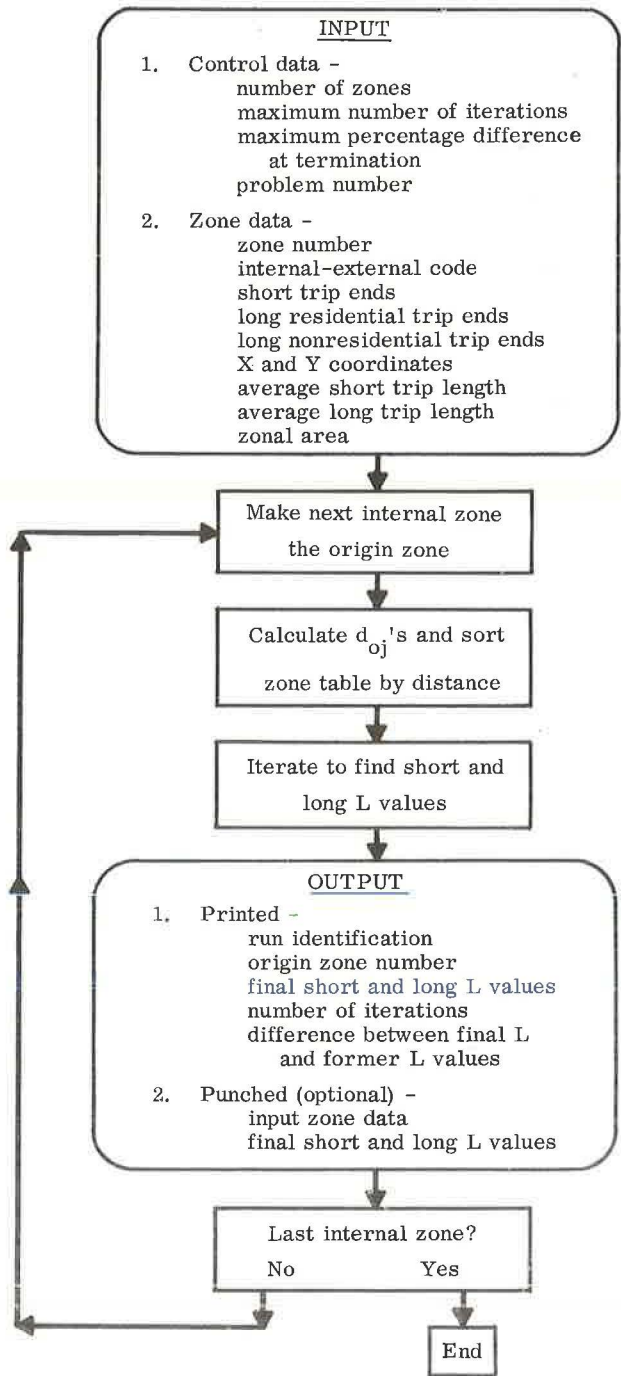 INPUT
1. Control data -
number of zones
maximum number of iterations
maximum percentage difference
at termination
problem number
2. Zone data -
zone number
internal-external code
short trip ends
long residential trip ends
long nonresidential trip ends
X and Y coordinates
average short trip length
average long trip length
zonal area
Make next internal zone
the origin zone
Calculate d_oj's and sort
zone table by distance
Iterate to find short and
long L values
OUTPUT
1. Printed -
run identification
origin zone number
final short and long L values
number of iterations
difference between final L
and former L values
2. Punched (optional) -
input zone data
final short and long L values
Last internal zone?
No Yes
End